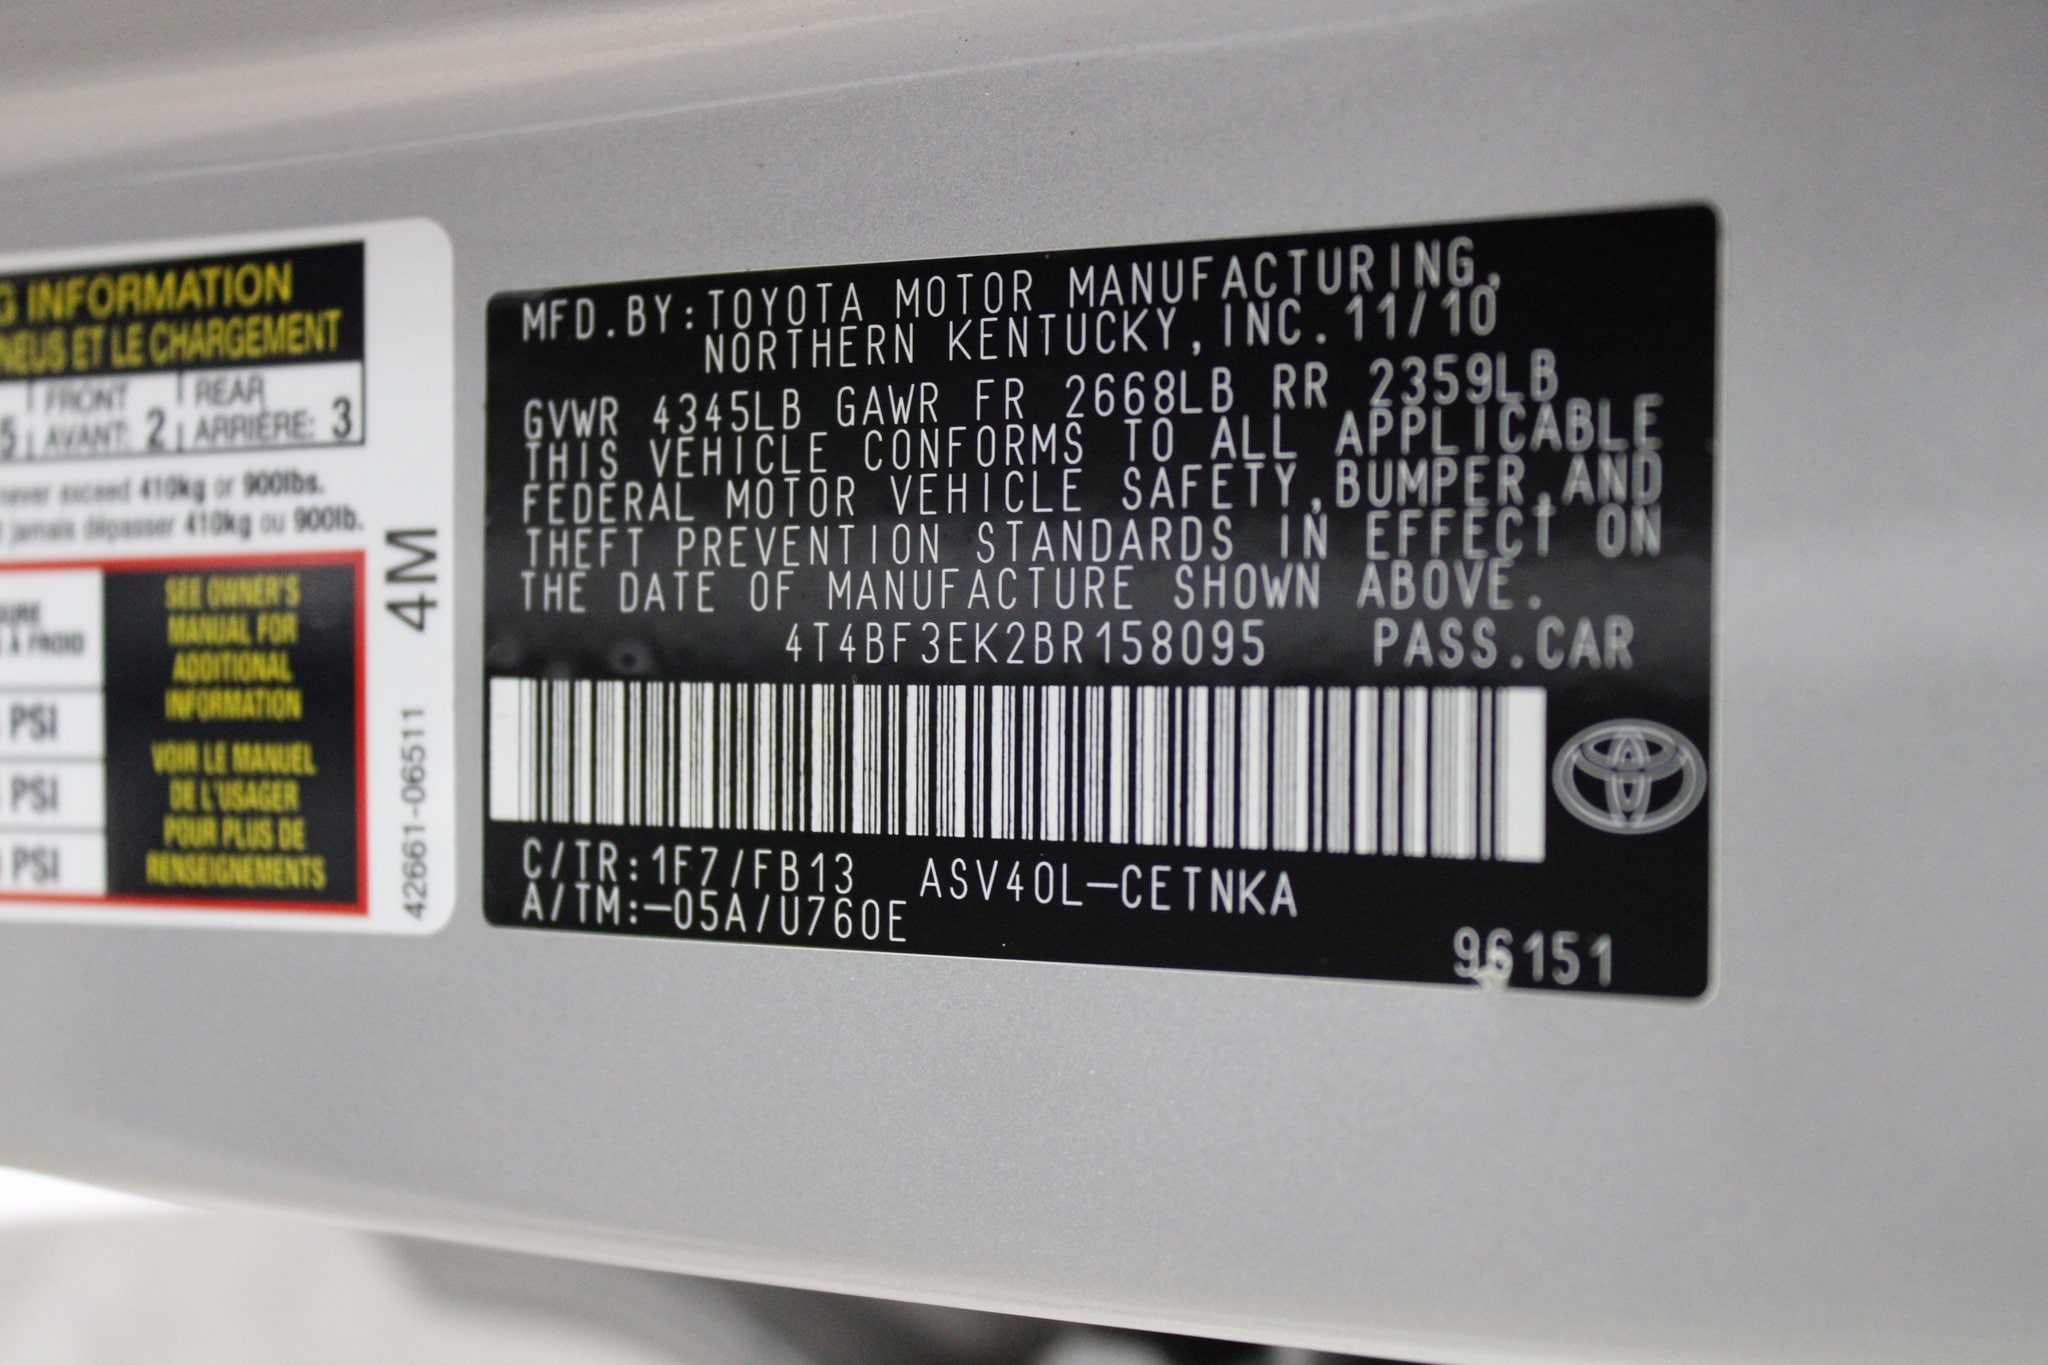 G INFORMATION
NEUS ET LE CHARGEMENT
5 FRONT AVANT: 2 REAR ARRIÈRE: 3
never exceed 410kg or 900lbs.
jamais dépasser 410kg ou 900lb.
À FROID
PSI
PSI
PSI
SEE OWNER'S
MANUAL FOR
ADDITIONAL
INFORMATION
VOIR LE MANUEL
DE L'USAGER
POUR PLUS DE
RENSEIGNEMENTS
4M
42661-06511
MFD.BY:TOYOTA MOTOR MANUFACTURING,
NORTHERN KENTUCKY,INC.11/10
GVWR 4345LB GAWR FR 2668LB RR 2359LB
THIS VEHICLE CONFORMS TO ALL APPLICABLE
FEDERAL MOTOR VEHICLE SAFETY,BUMPER,AND
THEFT PREVENTION STANDARDS IN EFFECT ON
THE DATE OF MANUFACTURE SHOWN ABOVE.
4T4BF3EK2BR158095 PASS.CAR
C/TR:1F7/FB13 ASV40L-CETNKA
A/TM:-05A/U760E
96151